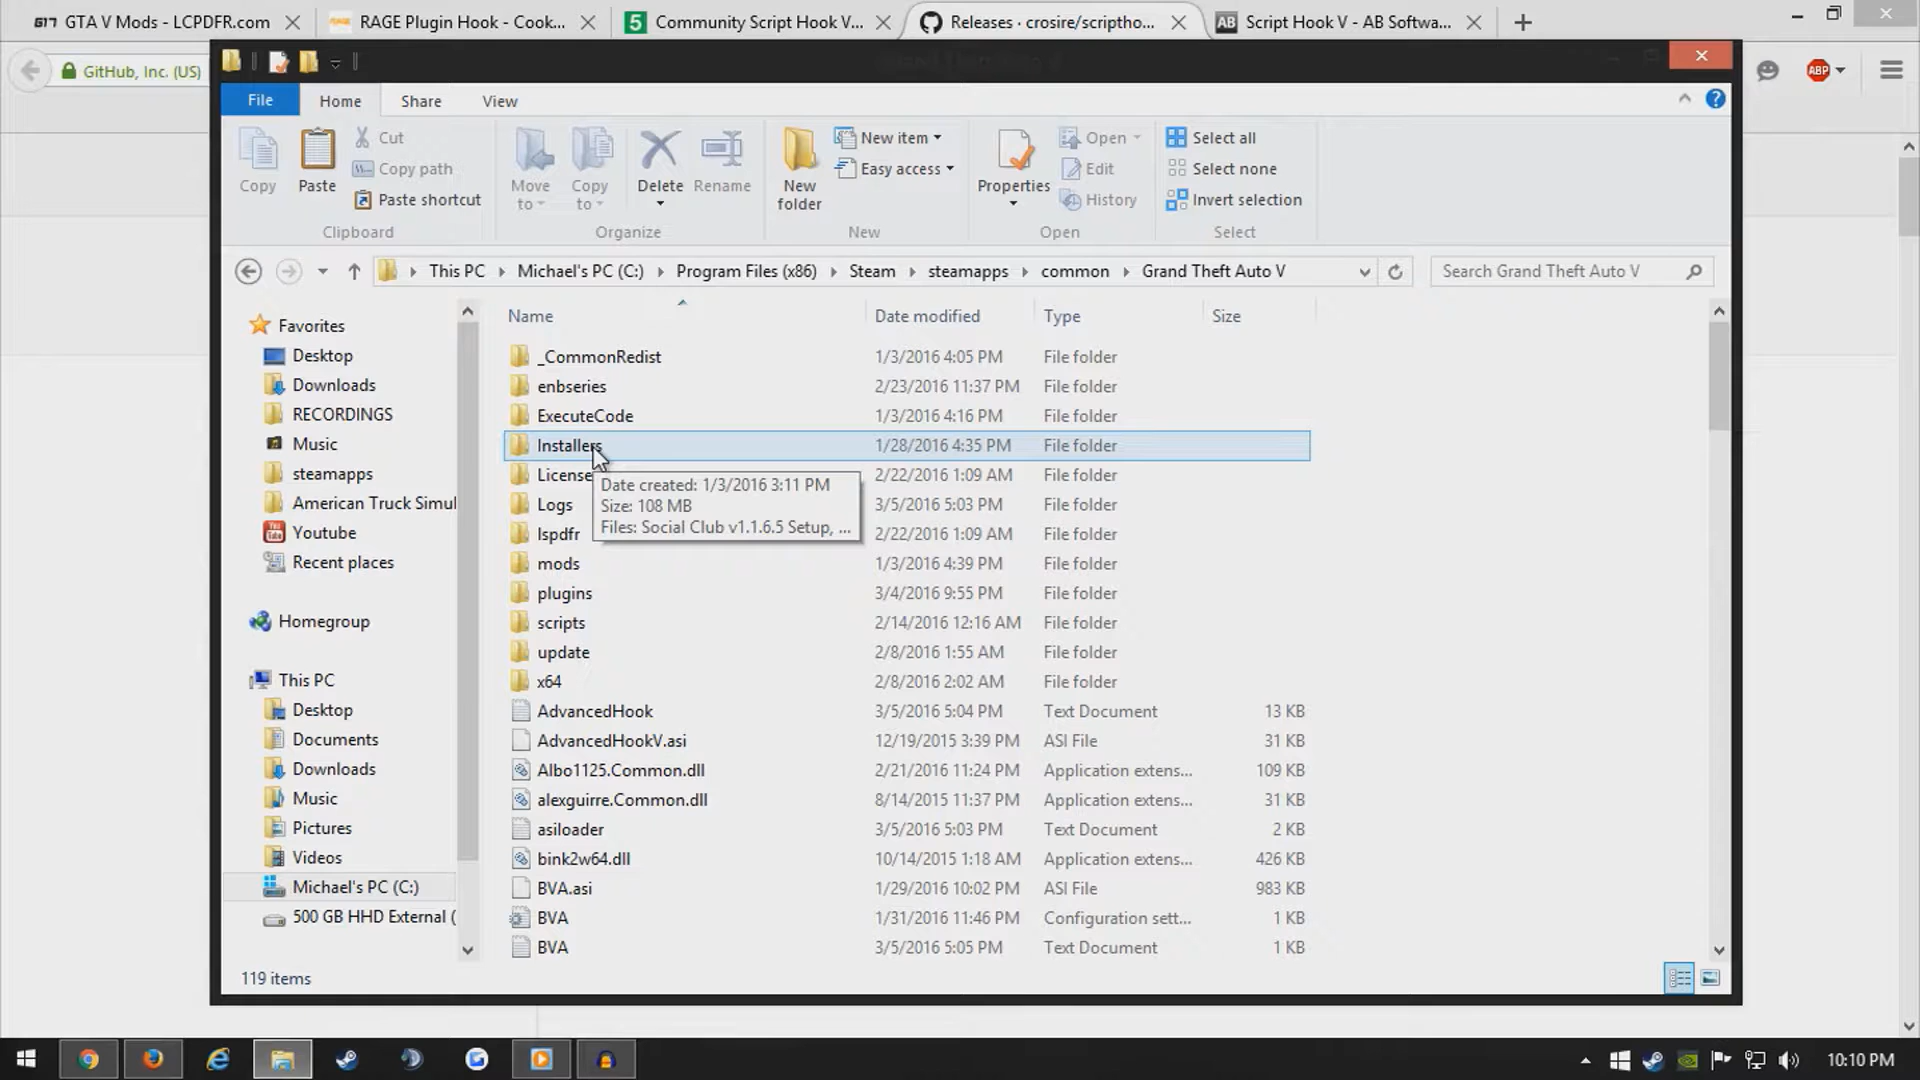 G17 GTA V Mods - LCPDFR.com
RAGE Plugin Hook - Cook...
5 Community Script Hook V...
Releases · crosire/scriptho...
AB Script Hook V - AB Softwa...
GitHub, Inc. (US)
ABP
File Home Share View
Copy
Paste
Cut
Copy path
Paste shortcut
Clipboard
Move to
Copy to
Delete
Rename
Organize
New folder
New item
Easy access
New
Properties
Open
Edit
History
Open
Select all
Select none
Invert selection
Select
This PC Michael's PC (C:) Program Files (x86) Steam steamapps common Grand Theft Auto V
Search Grand Theft Auto V
Favorites
Desktop
Downloads
RECORDINGS
Music
steamapps
American Truck Simul
Youtube
Recent places
Homegroup
This PC
Desktop
Documents
Downloads
Music
Pictures
Videos
Michael's PC (C:)
500 GB HHD External (
Name Date modified Type Size
_CommonRedist 1/3/2016 4:05 PM File folder
enbseries 2/23/2016 11:37 PM File folder
ExecuteCode 1/3/2016 4:16 PM File folder
Installers 1/28/2016 4:35 PM File folder
License 2/22/2016 1:09 AM File folder
Logs 3/5/2016 5:03 PM File folder
lspdfr 2/22/2016 1:09 AM File folder
mods 1/3/2016 4:39 PM File folder
plugins 3/4/2016 9:55 PM File folder
scripts 2/14/2016 12:16 AM File folder
update 2/8/2016 1:55 AM File folder
x64 2/8/2016 2:02 AM File folder
AdvancedHook 3/5/2016 5:04 PM Text Document 13 KB
AdvancedHookV.asi 12/19/2015 3:39 PM ASI File 31 KB
Albo1125.Common.dll 2/21/2016 11:24 PM Application extens... 109 KB
alexguirre.Common.dll 8/14/2015 11:37 PM Application extens... 31 KB
asiloader 3/5/2016 5:03 PM Text Document 2 KB
bink2w64.dll 10/14/2015 1:18 AM Application extens... 426 KB
BVA.asi 1/29/2016 10:02 PM ASI File 983 KB
BVA 1/31/2016 11:46 PM Configuration sett... 1 KB
BVA 3/5/2016 5:05 PM Text Document 1 KB
Date created: 1/3/2016 3:11 PM
Size: 108 MB
Files: Social Club v1.1.6.5 Setup, ...
119 items
10:10 PM